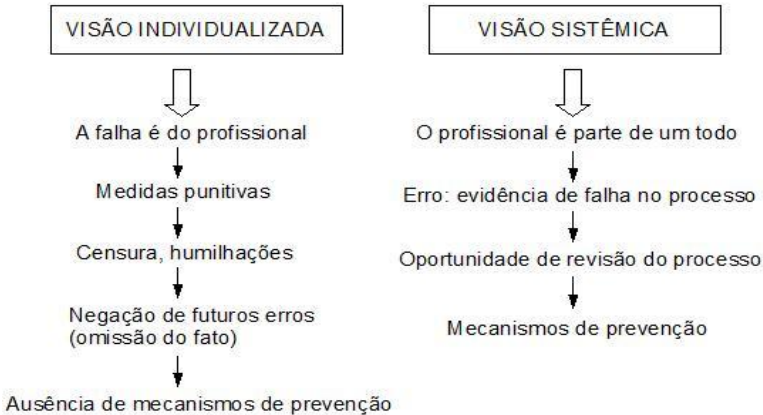 VISÃO INDIVIDUALIZADA
A falha é do profissional
Medidas punitivas
Censura, humilhações
Negação de futuros erros
(omissão do fato)
Ausência de mecanismos de prevenção
VISÃO SISTÊMICA
O profissional é parte de um todo
Erro: evidência de falha no processo
Oportunidade de revisão do processo
Mecanismos de prevenção